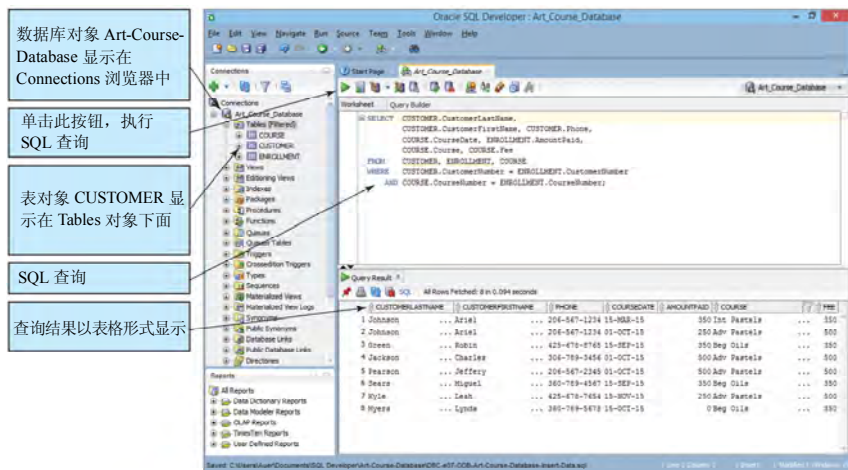 数据库对象 Art-Course-
Database 显示在
Connections 浏览器中
单击此按钮，执行
SQL 查询
表对象 CUSTOMER 显
示在 Tables 对象下面
SQL 查询
查询结果以表格形式显示
Oracle SQL Developer : Art_Course_Database
File Edit View Navigate Run Source Team Tools Window Help
Connections
Start Page
Art_Course_Database
Art_Course_Database
Worksheet Query Builder
Connections
Art_Course_Database
Tables (Filtered)
COURSE
CUSTOMER
ENROLLMENT
Views
Editioning Views
Indexes
Packages
Procedures
Functions
Queues
Queues Tables
Triggers
Crossedition Triggers
Types
Sequences
Materialized Views
Materialized View Logs
Synonyms
Public Synonyms
Database Links
Public Database Links
Directories
Reports
All Reports
Data Dictionary Reports
Data Modeler Reports
OLAP Reports
TimesTen Reports
User Defined Reports
SELECT CUSTOMER.CustomerLastName,
CUSTOMER.CustomerFirstName, CUSTOMER.Phone,
COURSE.CourseDate, ENROLLMENT.AmountPaid,
COURSE.Course, COURSE.Fee
FROM CUSTOMER, ENROLLMENT, COURSE
WHERE CUSTOMER.CustomerNumber = ENROLLMENT.CustomerNumber
AND COURSE.CourseNumber = ENROLLMENT.CourseNumber;
Query Result
SQL All Rows Fetched: 8 in 0.094 seconds
CUSTOMERLASTNAME CUSTOMERFIRSTNAME PHONE COURSEDATE AMOUNTPAID COURSE FEE
1 Johnson ... Ariel ... 206-567-1234 15-MAR-15 350 Int Pastels ... 350
2 Johnson ... Ariel ... 206-567-1234 01-OCT-15 250 Adv Pastels ... 500
3 Green ... Robin ... 425-678-8765 15-SEP-15 350 Beg Oils ... 350
4 Jackson ... Charles ... 306-789-3456 01-OCT-15 500 Adv Pastels ... 500
5 Pearson ... Jeffery ... 206-567-2345 01-OCT-15 500 Adv Pastels ... 500
6 Sears ... Miguel ... 360-789-4567 15-SEP-15 350 Beg Oils ... 350
7 Kyle ... Leah ... 425-678-7654 15-NOV-15 250 Adv Pastels ... 500
8 Myers ... Lynda ... 360-789-5678 15-OCT-15 0 Beg Oils ... 350